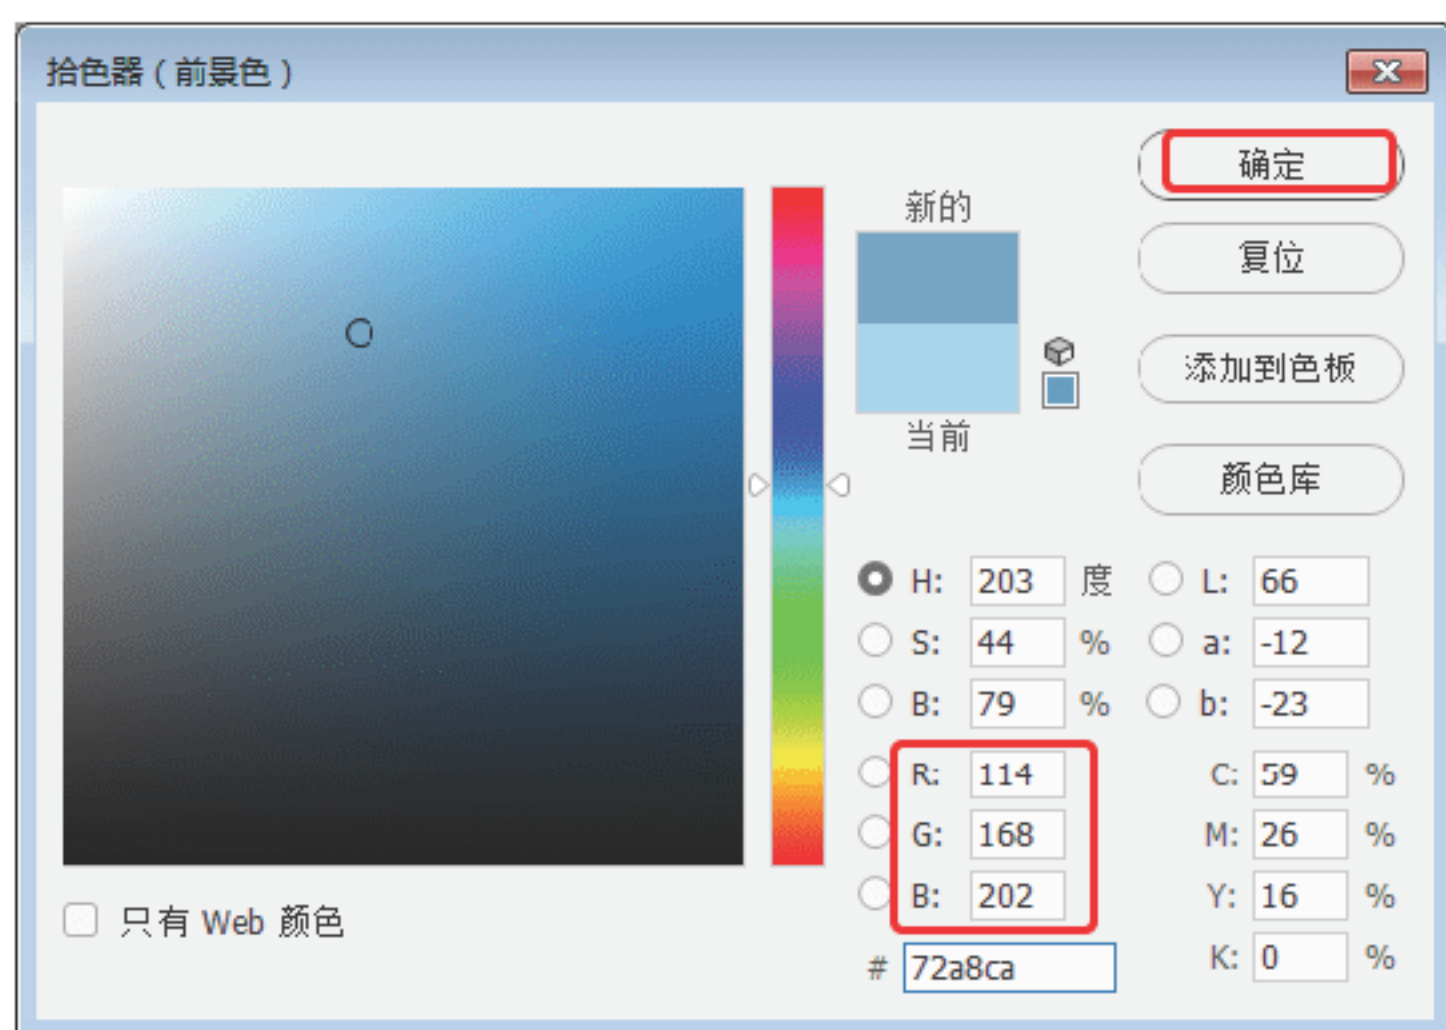 拾色器（前景色）
确定
新的
复位
添加到色板
当前
颜色库
H: 203 度 L: 66
S: 44 % a: -12
B: 79 % b: -23
R: 114 C: 59 %
G: 168 M: 26 %
B: 202 Y: 16 %
只有 Web 颜色
# 72a8ca K: 0 %